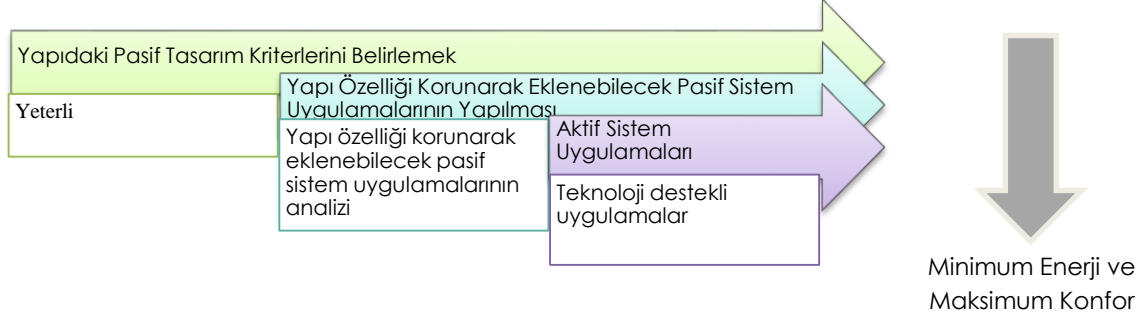 Yapıdaki Pasif Tasarım Kriterlerini Belirlemek
Yeterli
Yapı Özelliği Korunarak Eklenebilecek Pasif Sistem
Uygulamalarının Yapılması
Yapı özelliği korunarak
eklenebilecek pasif
sistem uygulamalarının
analizi
Aktif Sistem
Uygulamaları
Teknoloji destekli
uygulamalar
Minimum Enerji ve
Maksimum Konfor